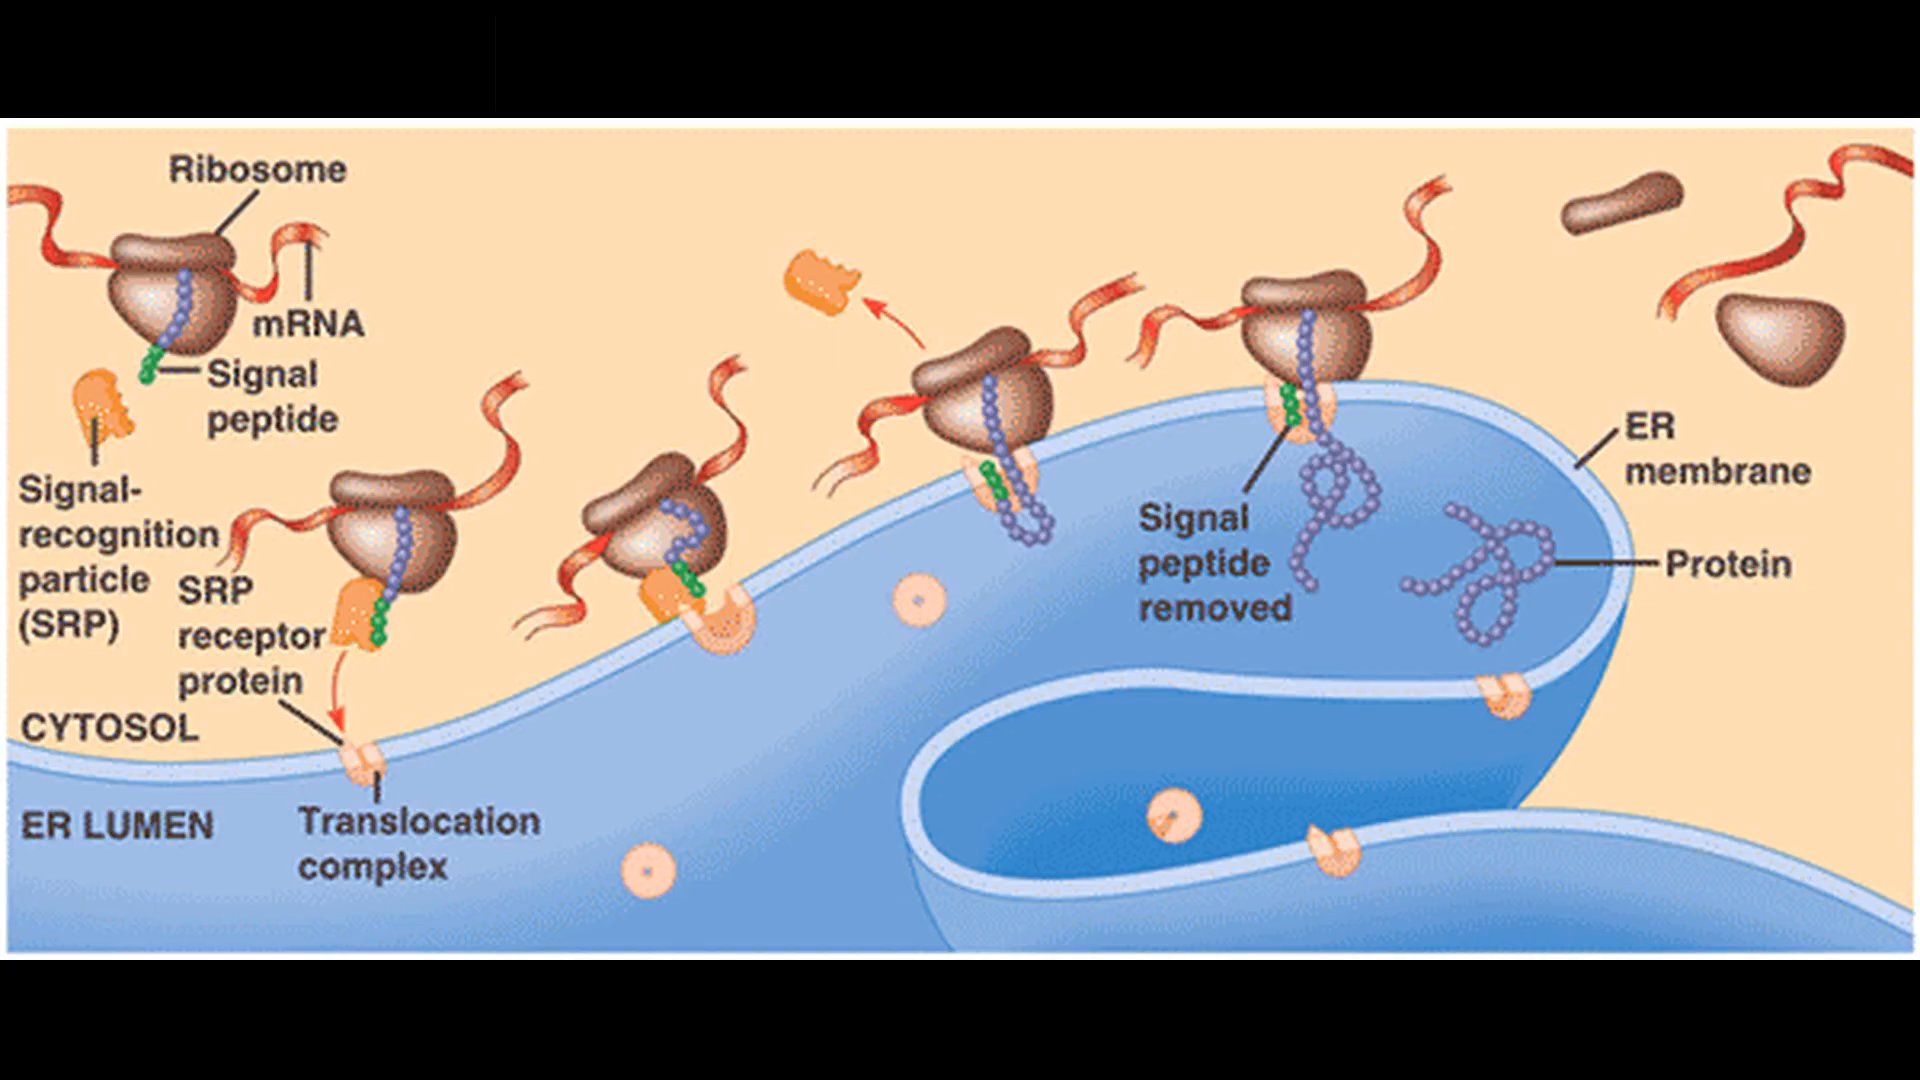 Ribosome
mRNA
Signal
peptide
Signal-
recognition
particle
(SRP)
SRP
receptor
protein
CYTOSOL
ER LUMEN
Translocation
complex
Signal
peptide
removed
ER
membrane
Protein